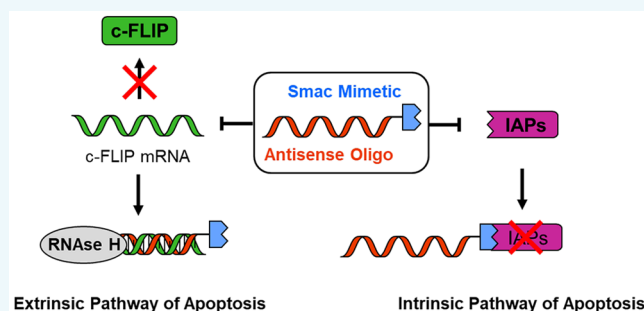 c-FLIP
Smac Mimetic
Antisense Oligo
IAPs
c-FLIP mRNA
RNAse H
IAPs
Extrinsic Pathway of Apoptosis
Intrinsic Pathway of Apoptosis